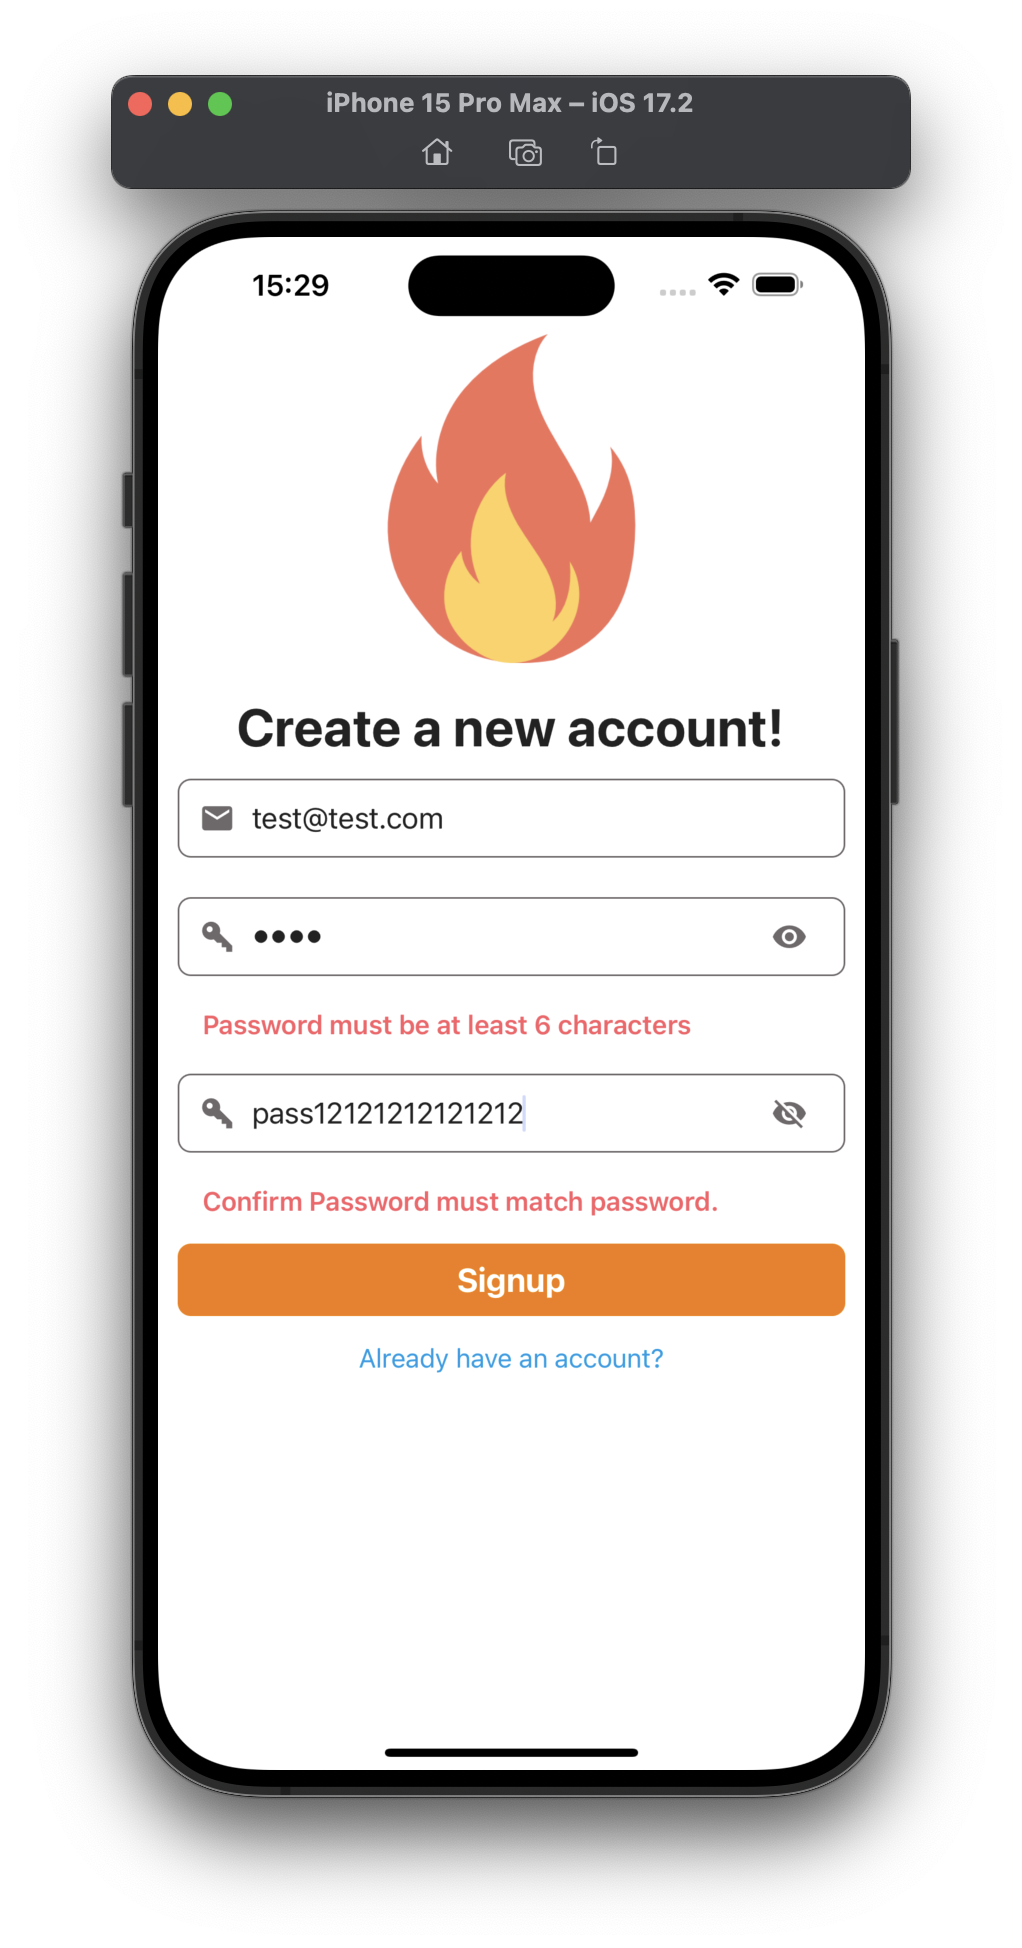 iPhone 15 Pro Max – iOS 17.2
15:29
Create a new account!
test@test.com
••••
Password must be at least 6 characters
pass12121212121212
Confirm Password must match password.
Signup
Already have an account?